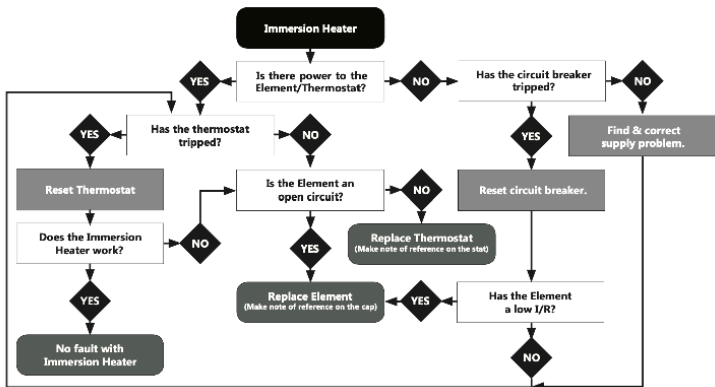 Immersion Heater
YES
Is there power to the
Element/Thermostat?
NO
Has the circuit breaker
tripped?
NO
YES
Has the thermostat
tripped?
NO
YES
Find & correct
supply problem.
Reset Thermostat
Is the Element an
open circuit?
NO
Reset circuit breaker.
Does the Immersion
Heater work?
NO
YES
Replace Thermostat
(Make note of reference on the stat)
YES
Replace Element
(Make note of reference on the cap)
YES
Has the Element
a low I/R?
No fault with
Immersion Heater
NO